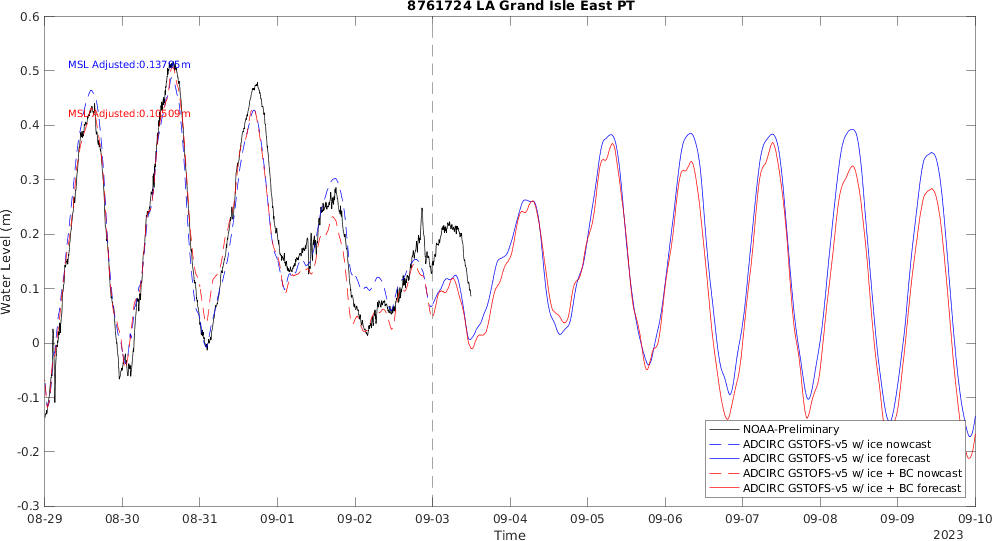 8761724 LA Grand Isle East PT
0.6
0.5
0.4
0.3
0.2
0.1
0
-0.1
-0.2
-0.3
Water Level (m)
MSL Adjusted:0.13765m
MSL Adjusted:0.10509m
NOAA-Preliminary
ADCIRC GSTOFS-v5 w/ ice nowcast
ADCIRC GSTOFS-v5 w/ ice forecast
ADCIRC GSTOFS-v5 w/ ice + BC nowcast
ADCIRC GSTOFS-v5 w/ ice + BC forecast
08-29 08-30 08-31 09-01 09-02 09-03 09-04 09-05 09-06 09-07 09-08 09-09 09-10
Time
2023